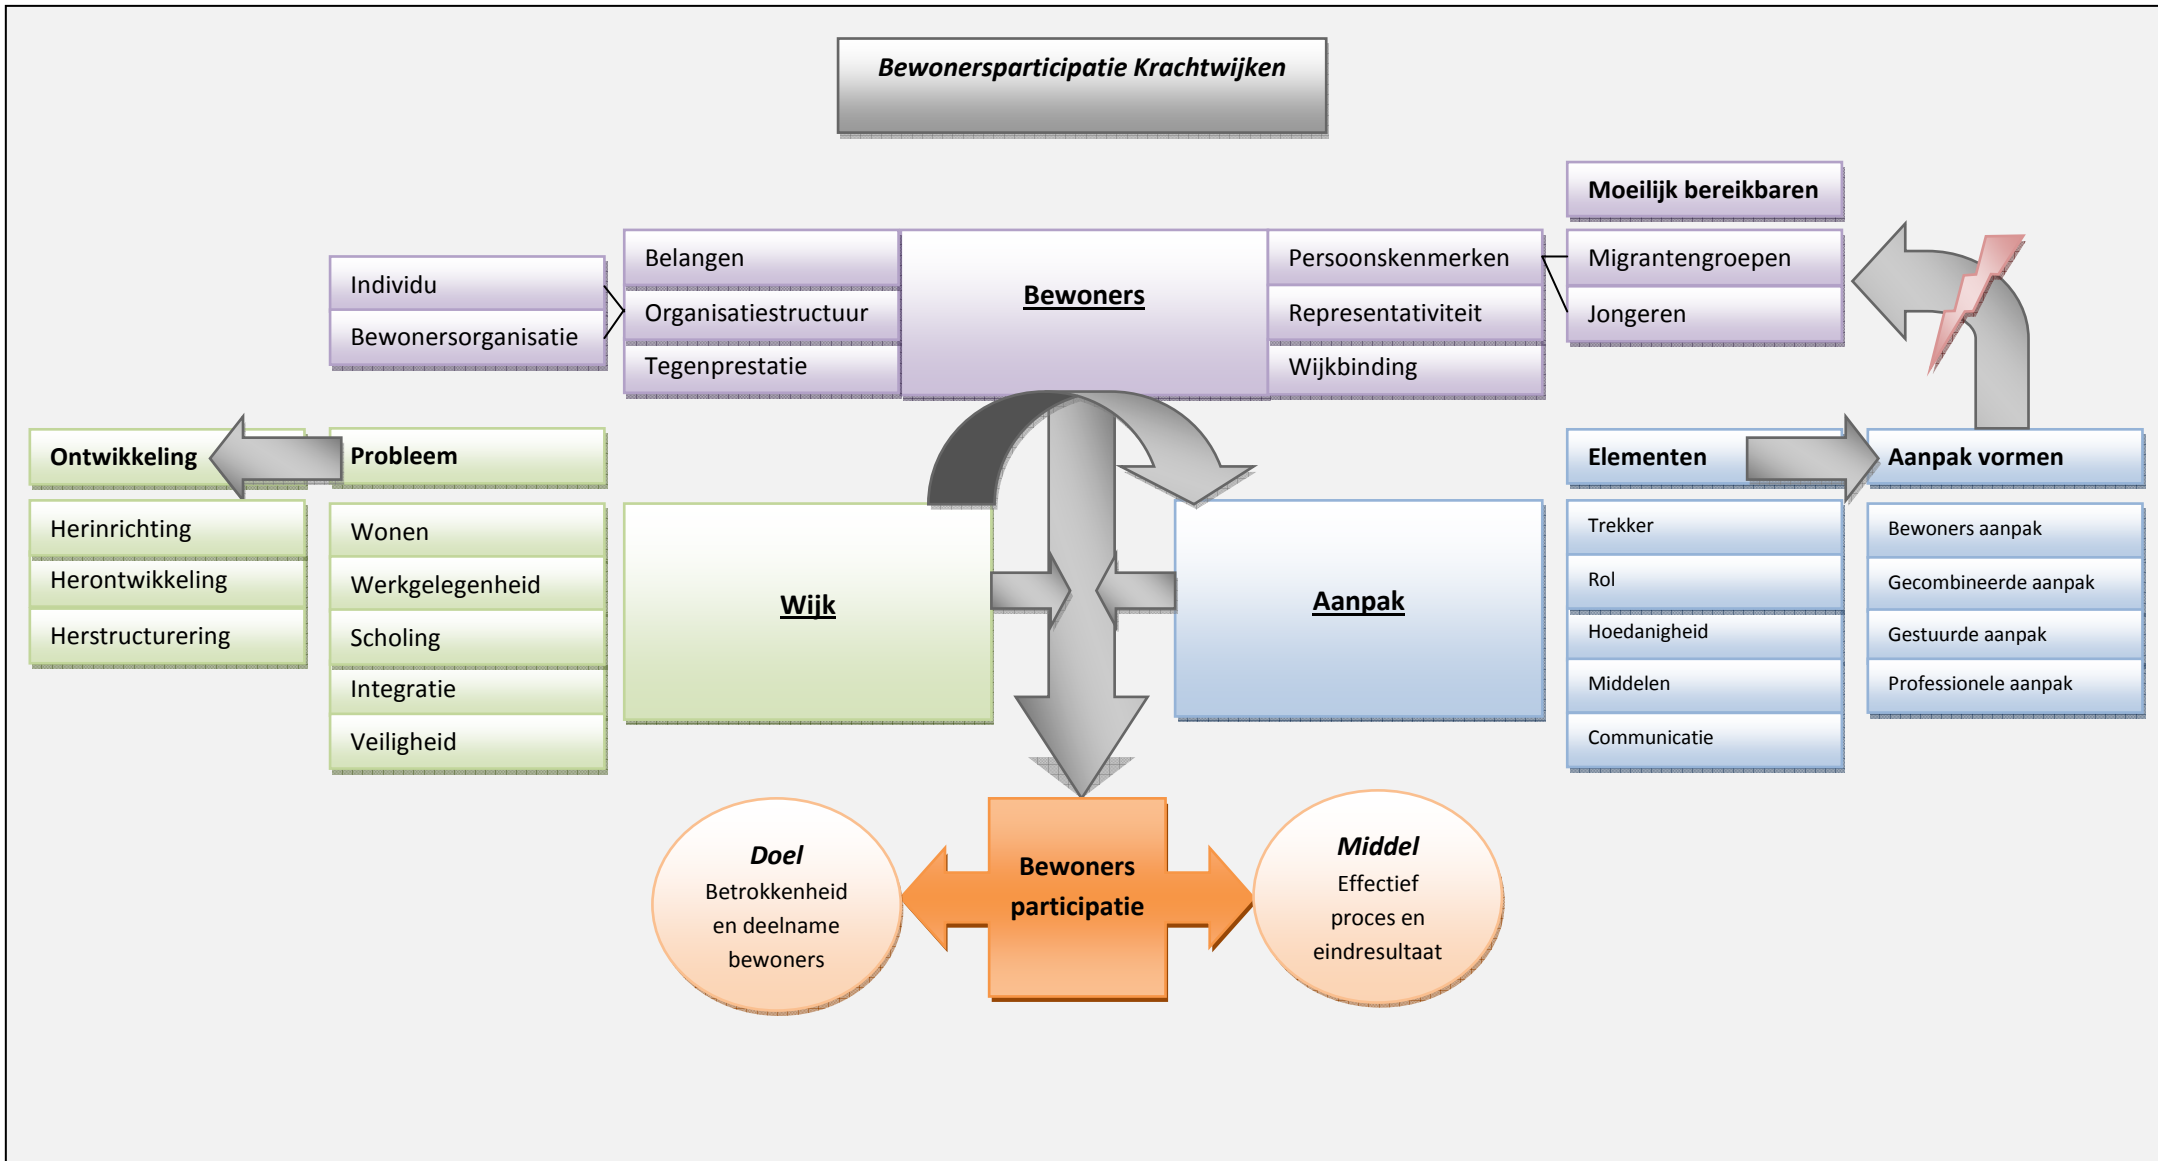 Bewonersparticipatie Krachtwijken
Moeilijk bereikbaren
Migrantengroepen
Jongeren
Individu
Bewonersorganisatie
Belangen
Organisatiestructuur
Tegenprestatie
Bewoners
Persoonskenmerken
Representativiteit
Wijkbinding
Ontwikkeling
Herinrichting
Herontwikkeling
Herstructurering
Probleem
Wonen
Werkgelegenheid
Scholing
Integratie
Veiligheid
Wijk
Aanpak
Elementen
Trekker
Rol
Hoedanigheid
Middelen
Communicatie
Aanpak vormen
Bewoners aanpak
Gecombineerde aanpak
Gestuurde aanpak
Professionele aanpak
Doel
Betrokkenheid
en deelname
bewoners
Bewoners
participatie
Middel
Effectief
proces en
eindresultaat